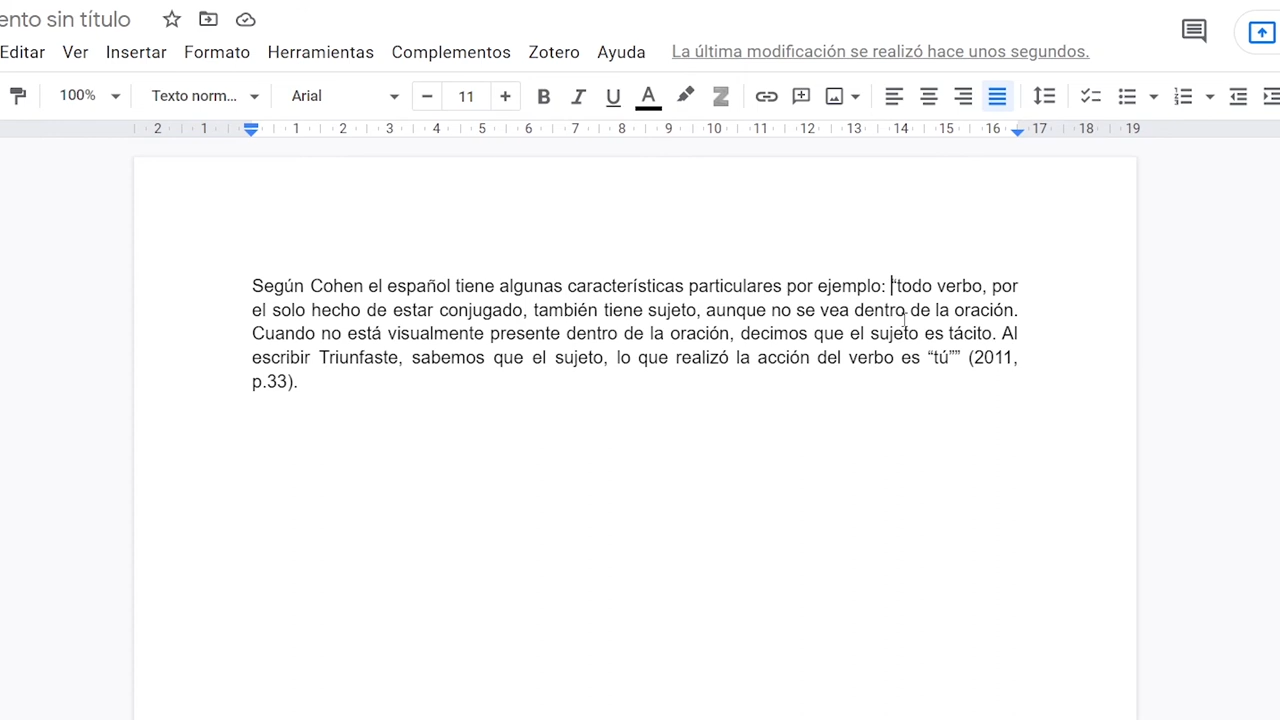 ento sin título
Editar Ver Insertar Formato Herramientas Complementos Zotero Ayuda La última modificación se realizó hace unos segundos.
100% Texto norm... Arial − 11 + B I U A Z
2 1 1 2 3 4 5 6 7 8 9 10 11 12 13 14 15 16 17 18 19
Según Cohen el español tiene algunas características particulares por ejemplo: “todo verbo, por
el solo hecho de estar conjugado, también tiene sujeto, aunque no se vea dentro de la oración.
Cuando no está visualmente presente dentro de la oración, decimos que el sujeto es tácito. Al
escribir Triunfaste, sabemos que el sujeto, lo que realizó la acción del verbo es “tú”” (2011,
p.33).